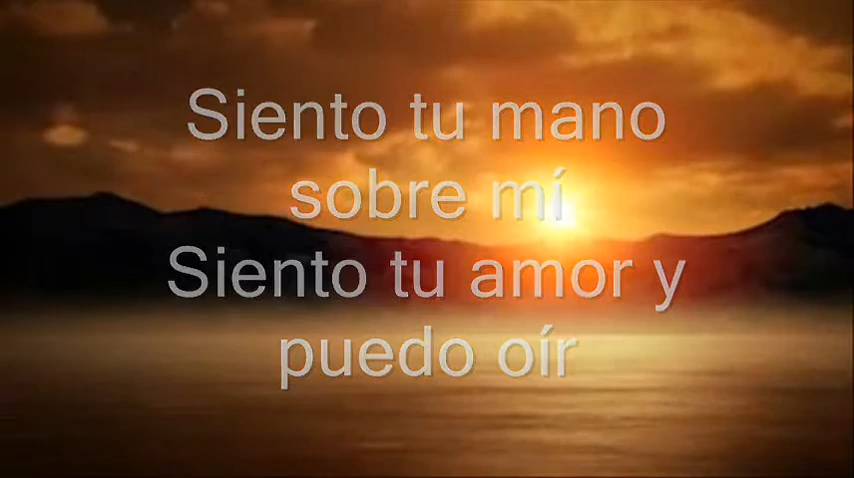 Siento tu mano
sobre mí
Siento tu amor y
puedo oír